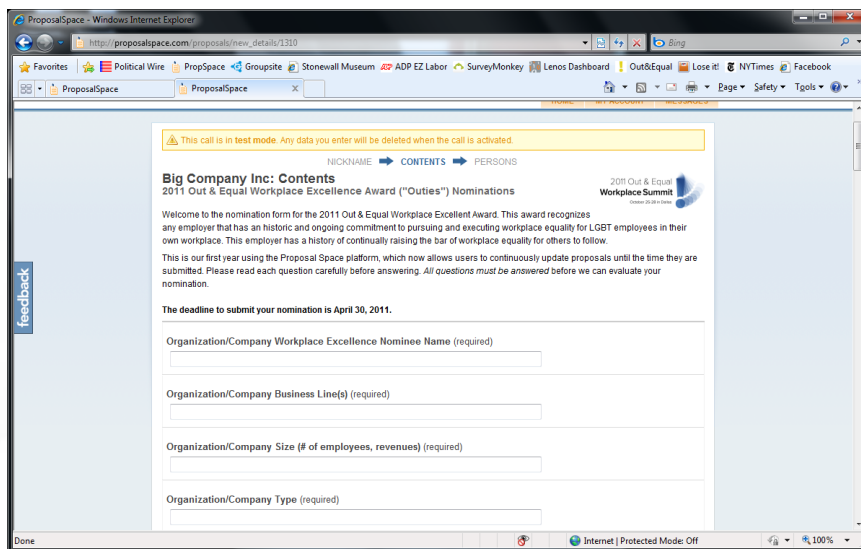 ProposalSpace - Windows Internet Explorer
http://proposalspace.com/proposals/new_details/1310
Bing
Favorites Political Wire PropSpace Groupsite Stonewall Museum ADP EZ Labor SurveyMonkey Lenos Dashboard Out&Equal Lose it! NYTimes Facebook
ProposalSpace ProposalSpace X Page Safety Tools
HOME MY ACCOUNT MESSAGES
This call is in test mode. Any data you enter will be deleted when the call is activated.
NICKNAME CONTENTS PERSONS
Big Company Inc: Contents
2011 Out & Equal Workplace Excellence Award ("Outies") Nominations
2011 Out & Equal
Workplace Summit
October 25-28 in Dallas
Welcome to the nomination form for the 2011 Out & Equal Workplace Excellent Award. This award recognizes
any employer that has an historic and ongoing commitment to pursuing and executing workplace equality for LGBT employees in their
own workplace. This employer has a history of continually raising the bar of workplace equality for others to follow.
This is our first year using the Proposal Space platform, which now allows users to continuously update proposals until the time they are
submitted. Please read each question carefully before answering. All questions must be answered before we can evaluate your
nomination.
feedback
The deadline to submit your nomination is April 30, 2011.
Organization/Company Workplace Excellence Nominee Name (required)
Organization/Company Business Line(s) (required)
Organization/Company Size (# of employees, revenues) (required)
Organization/Company Type (required)
Done Internet | Protected Mode: Off 100%